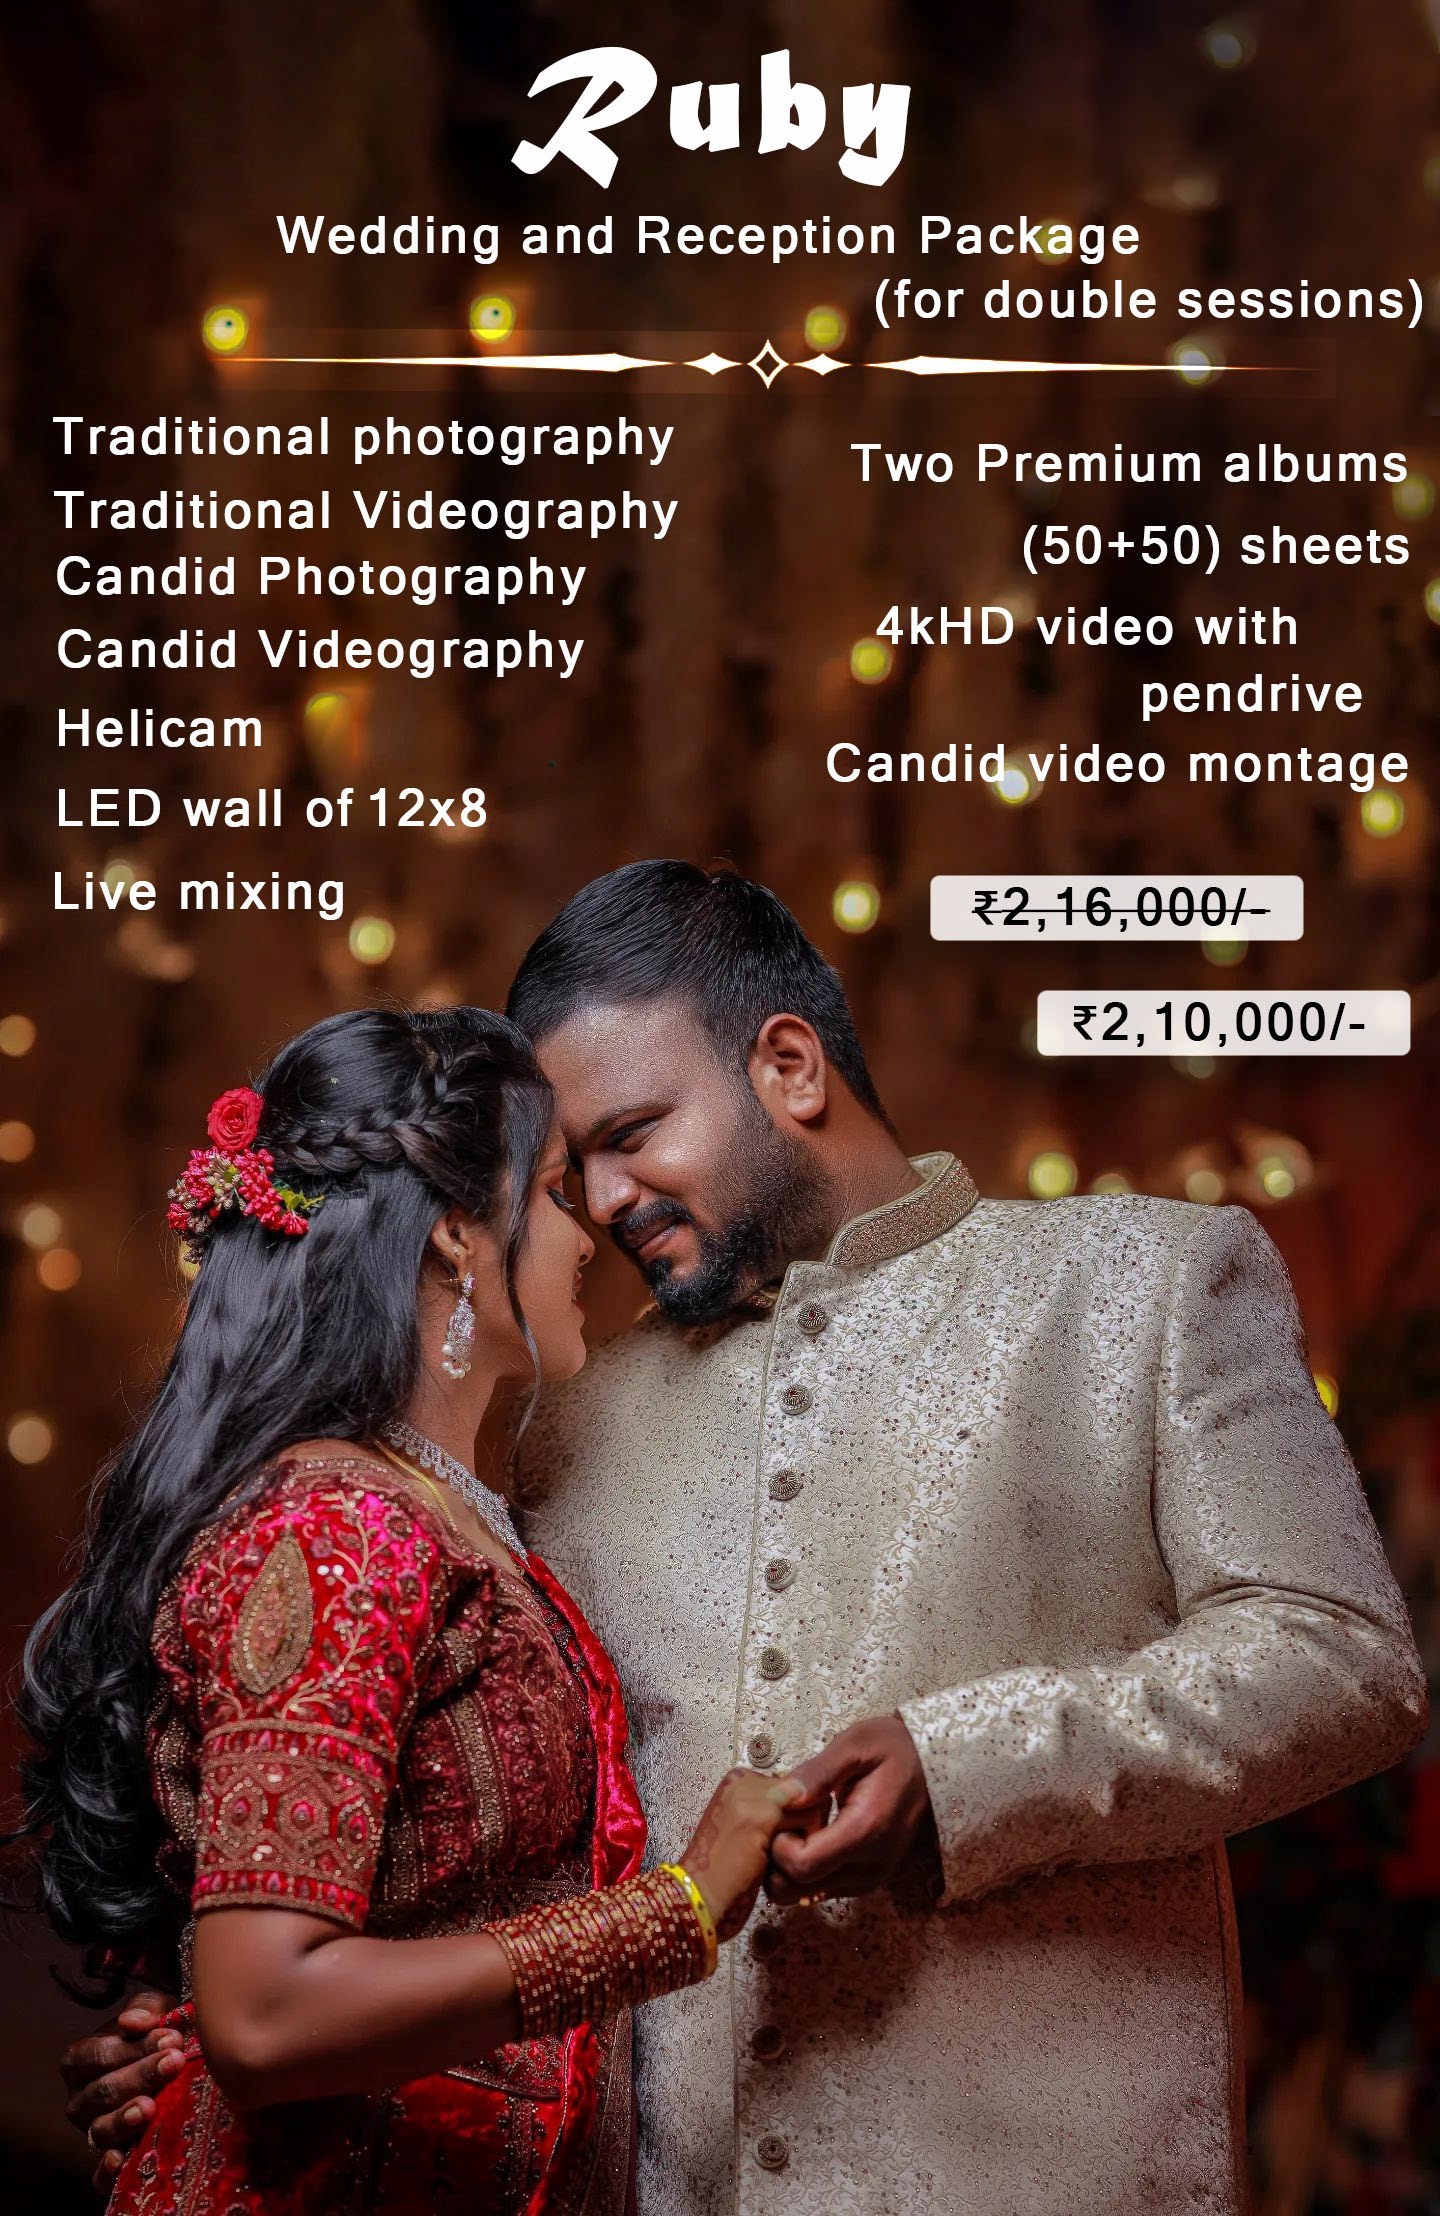 Ruby
Wedding and Reception Package
(for double sessions)
Traditional photography
Traditional Videography
Candid Photography
Candid Videography
Helicam
LED wall of 12x8
Live mixing
Two Premium albums
(50+50) sheets
4kHD video with
pendrive
Candid video montage
₹2,16,000/-
₹2,10,000/-